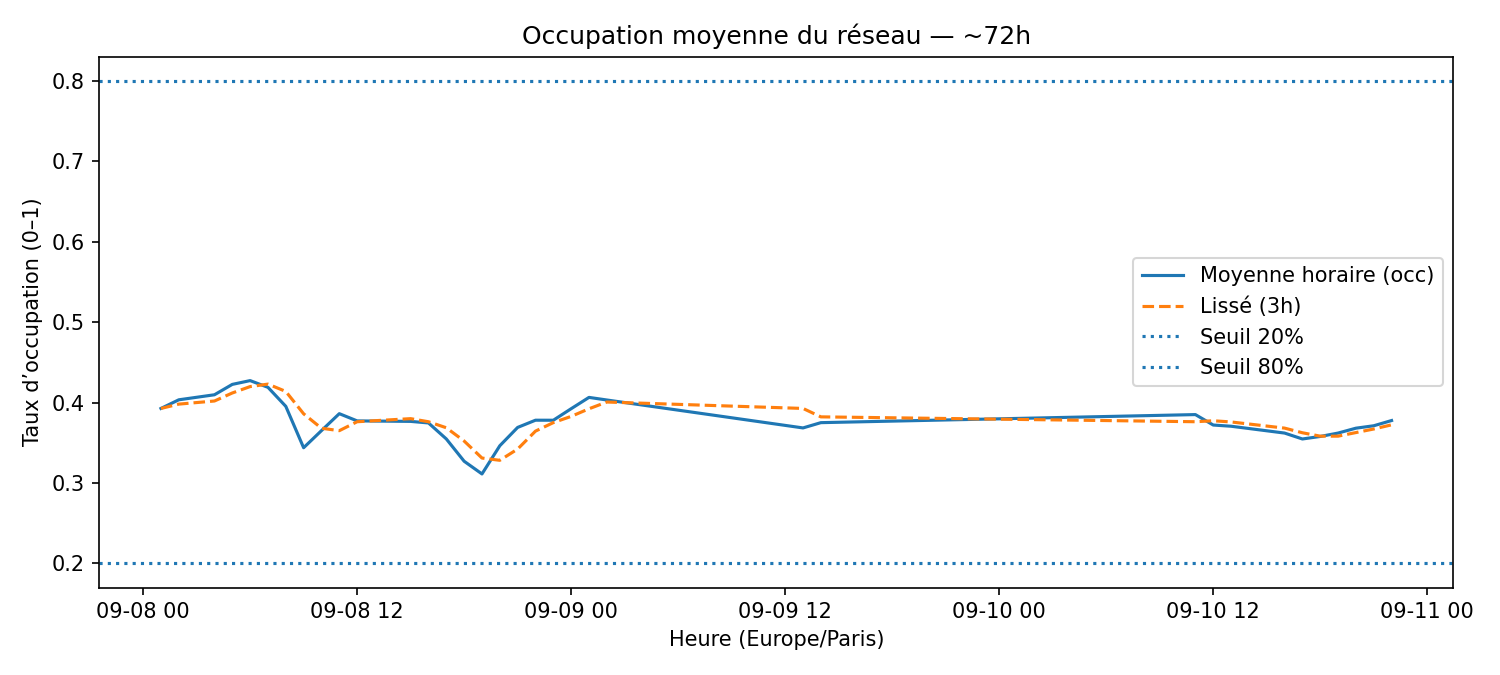 Occupation moyenne du réseau — ~72h
Taux d’occupation (0–1)
0.8
0.7
0.6
0.5
0.4
0.3
0.2
Moyenne horaire (occ)
Lissé (3h)
Seuil 20%
Seuil 80%
09-08 00 09-08 12 09-09 00 09-09 12 09-10 00 09-10 12 09-11 00
Heure (Europe/Paris)